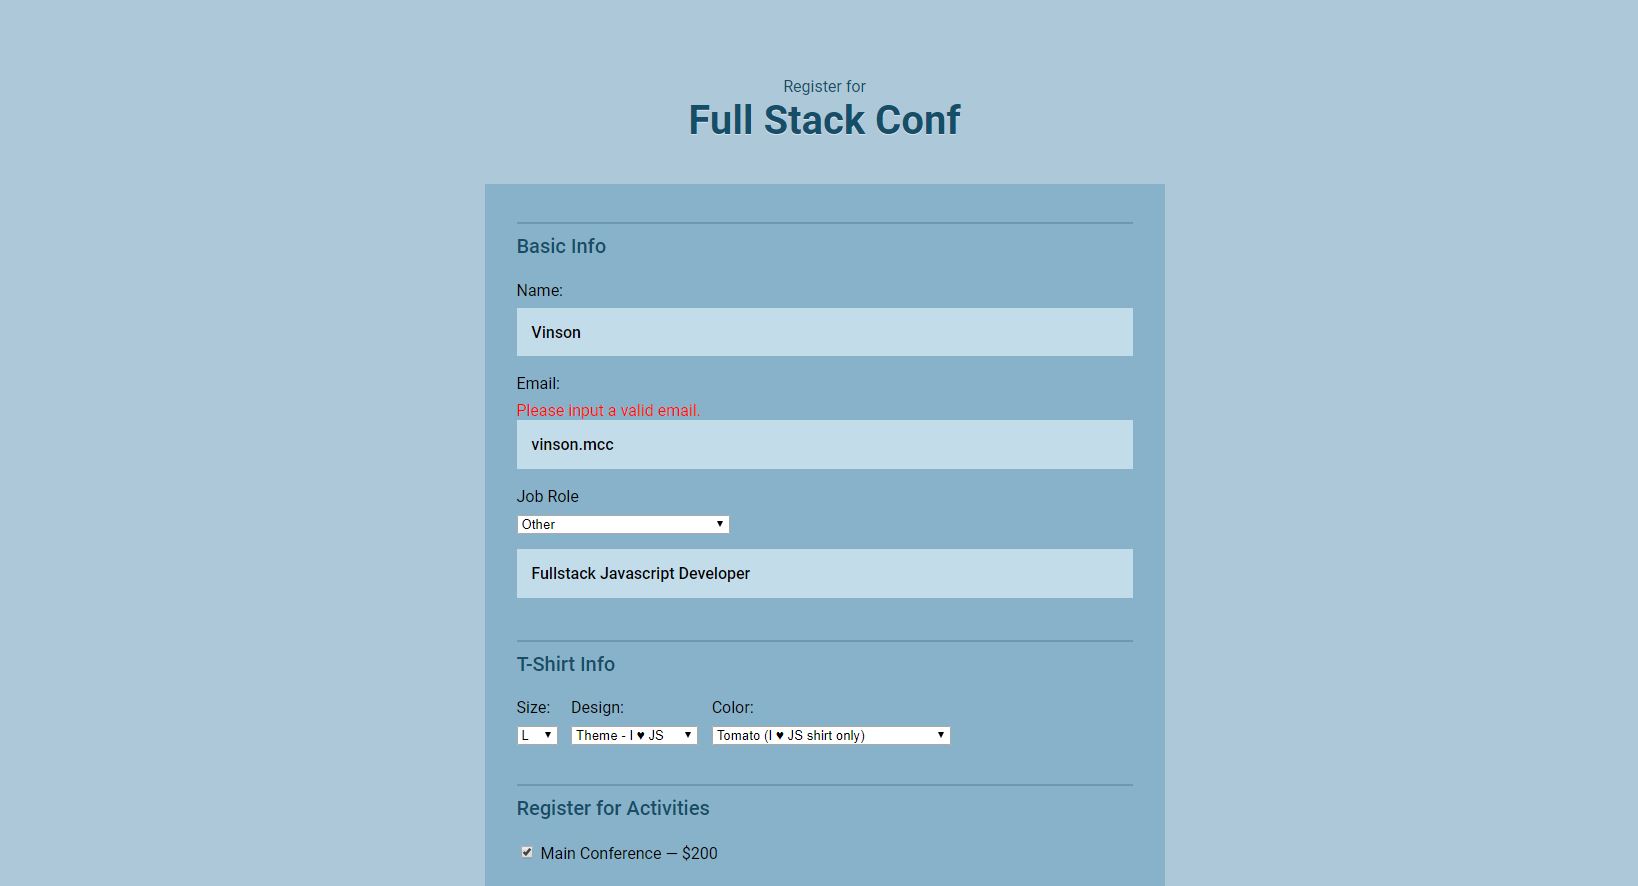 Register for
Full Stack Conf
Basic Info
Name:
Vinson
Email:
Please input a valid email.
vinson.mcc
Job Role
Other
Fullstack Javascript Developer
T-Shirt Info
Size: Design: Color:
L Theme - I ♥ JS Tomato (I ♥ JS shirt only)
Register for Activities
Main Conference — $200